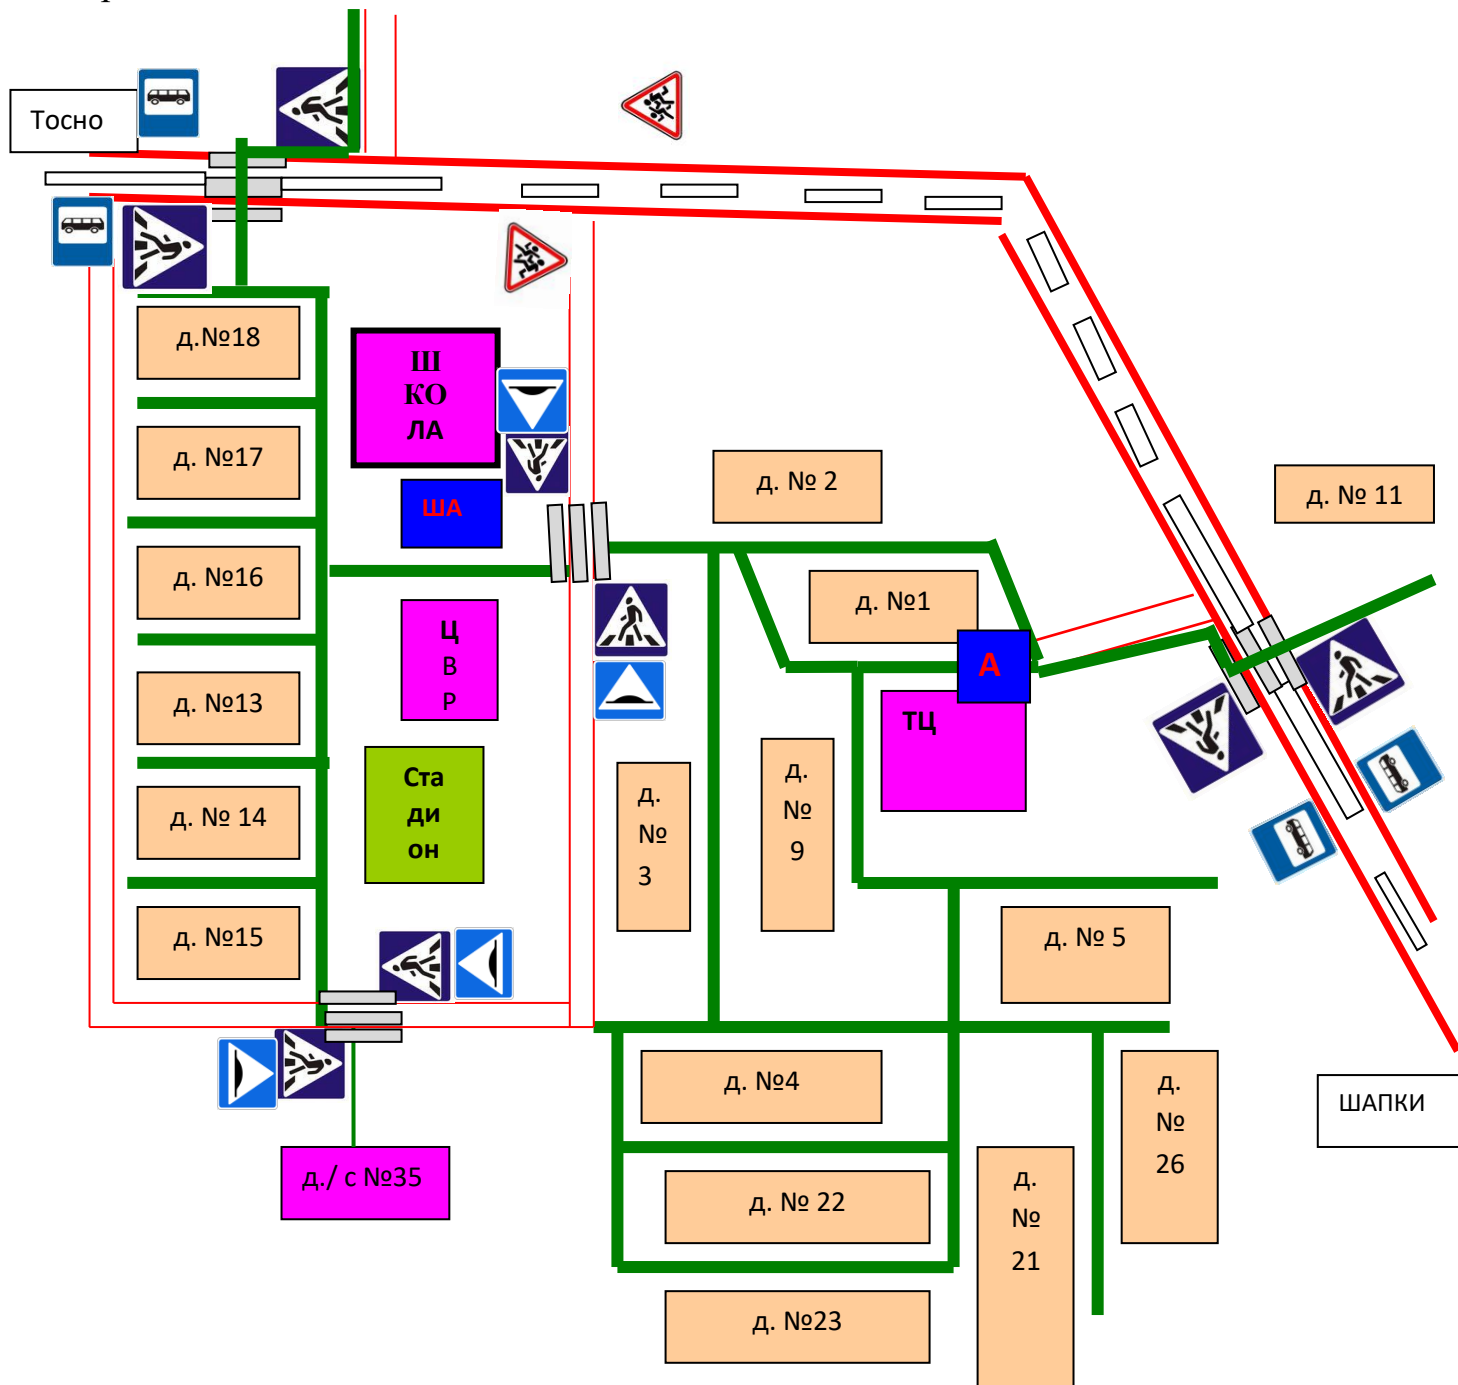 Тосно
д.№18
Ш
КО
ЛА
д. № 2
д. №17
д. № 11
ША
д. №16
д. №1
Ц
В
Р
А
д. №13
ТЦ
Ста
ди
он
д.
№
3
д.
№
9
д. № 14
д. №15
д. № 5
д. №4
д.
№
26
ШАПКИ
д./ с №35
д. № 22
д.
№
21
д. №23